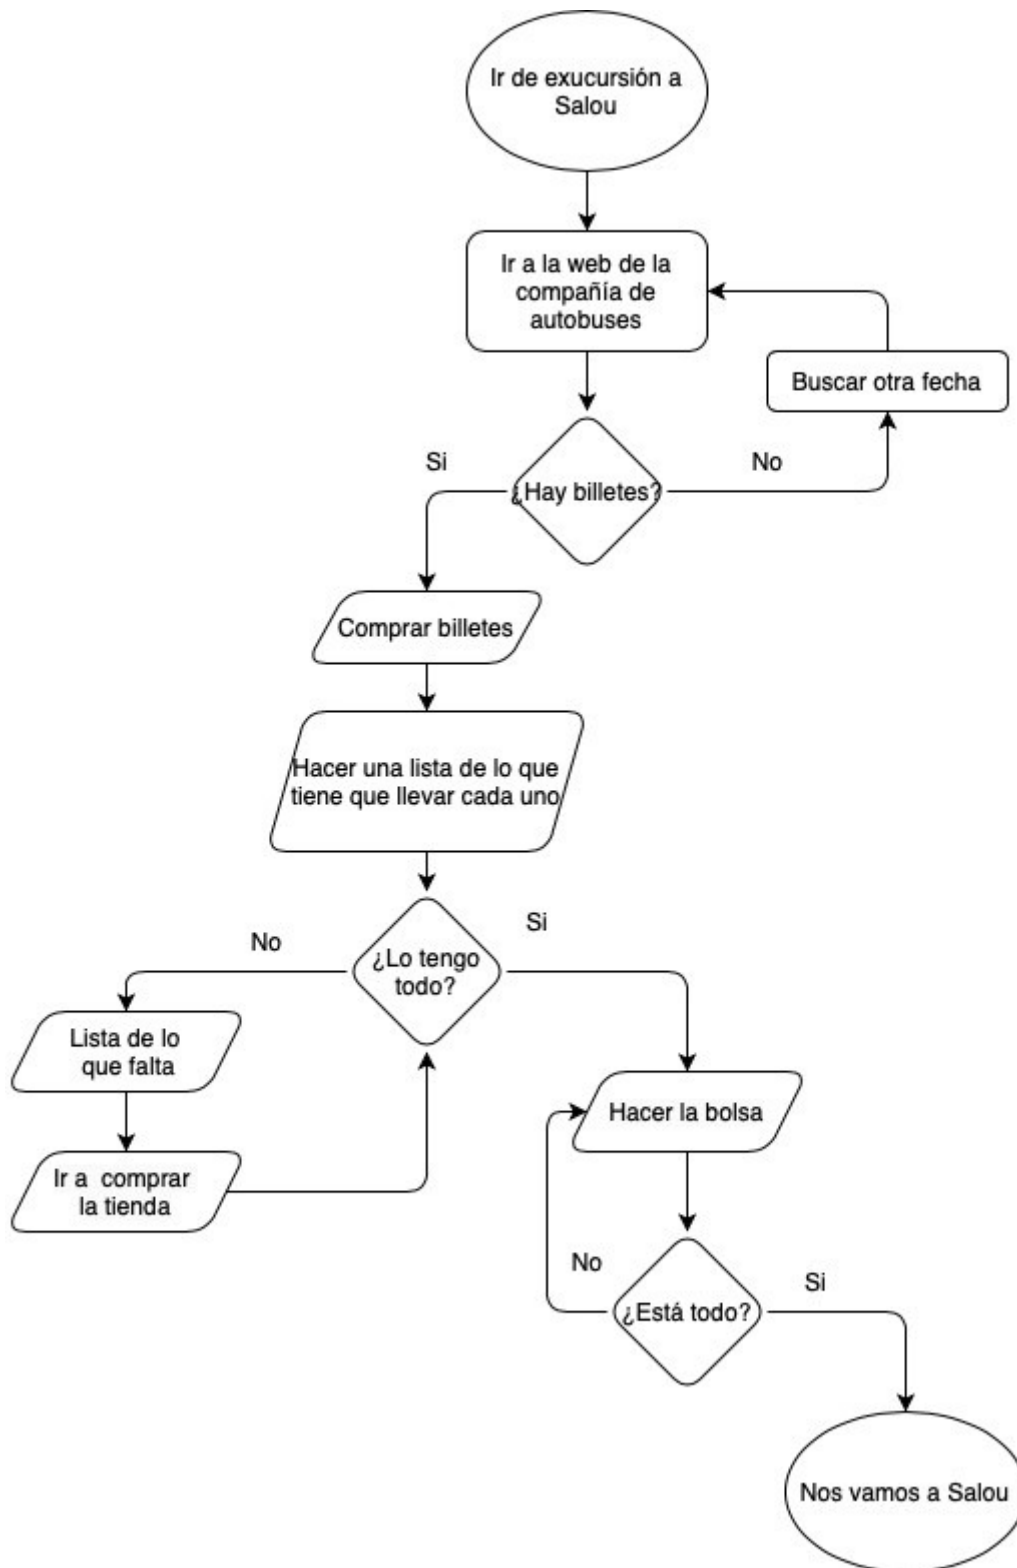 Ir de exucursión a
Salou
Ir a la web de la
compañía de
autobuses
Buscar otra fecha
Si
No
¿Hay billetes?
Comprar billetes
Hacer una lista de lo que
tiene que llevar cada uno
Si
No
¿Lo tengo
todo?
Lista de lo
que falta
Hacer la bolsa
Ir a  comprar
la tienda
No
Si
¿Está todo?
Nos vamos a Salou